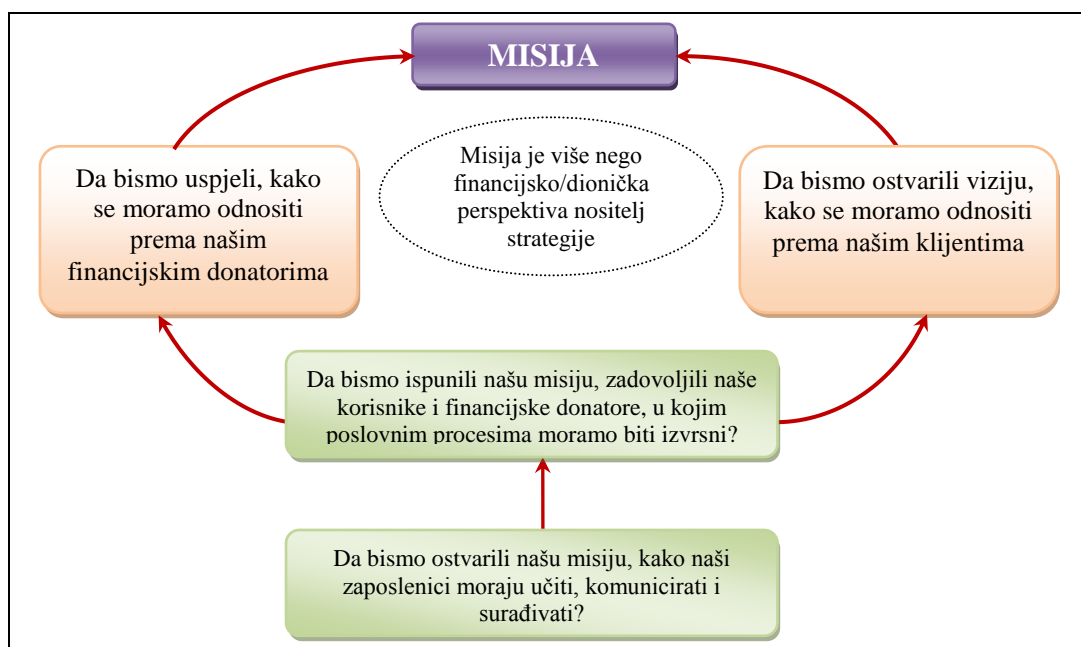 MISIJA
Da bismo uspjeli, kako
se moramo odnositi
prema našim
financijskim donatorima
Misija je više nego
financijsko/dionička
perspektiva nositelj
strategije
Da bismo ostvarili viziju,
kako se moramo odnositi
prema našim klijentima
Da bismo ispunili našu misiju, zadovoljili naše
korisnike i financijske donatore, u kojim
poslovnim procesima moramo biti izvrsni?
Da bismo ostvarili našu misiju, kako naši
zaposlenici moraju učiti, komunicirati i
surađivati?